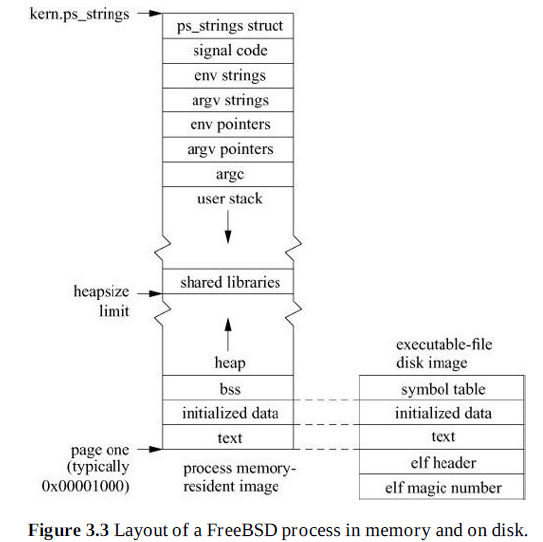 kern.ps_strings
ps_strings struct
signal code
env strings
argv strings
env pointers
argv pointers
argc
user stack
shared libraries
heapsize
limit
heap
bss
initialized data
text
page one
(typically
0x00001000)
process memory-
resident image
executable-file
disk image
symbol table
initialized data
text
elf header
elf magic number
Figure 3.3 Layout of a FreeBSD process in memory and on disk.